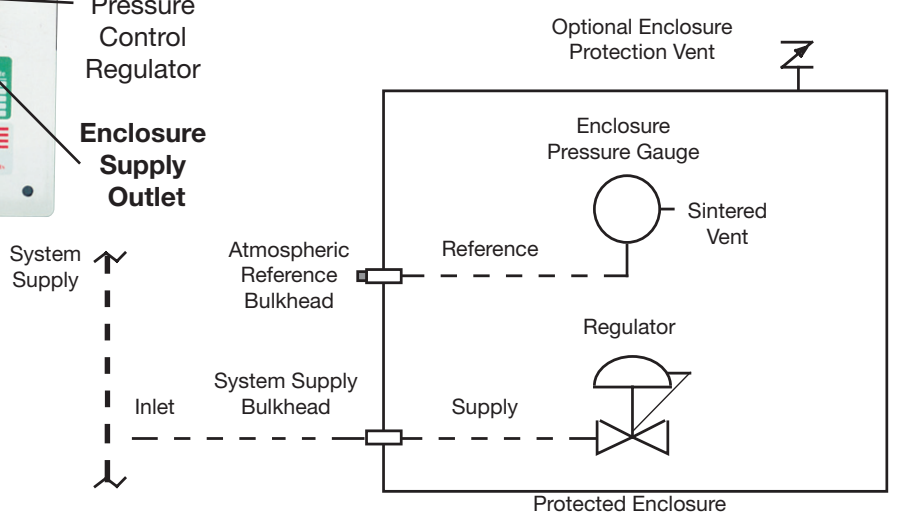 Pressure
Control
Regulator
Enclosure
Supply
Outlet
Optional Enclosure
Protection Vent
Enclosure
Pressure Gauge
Sintered
Vent
System
Supply
Atmospheric
Reference
Bulkhead
Reference
Regulator
Inlet
System Supply
Bulkhead
Supply
Protected Enclosure